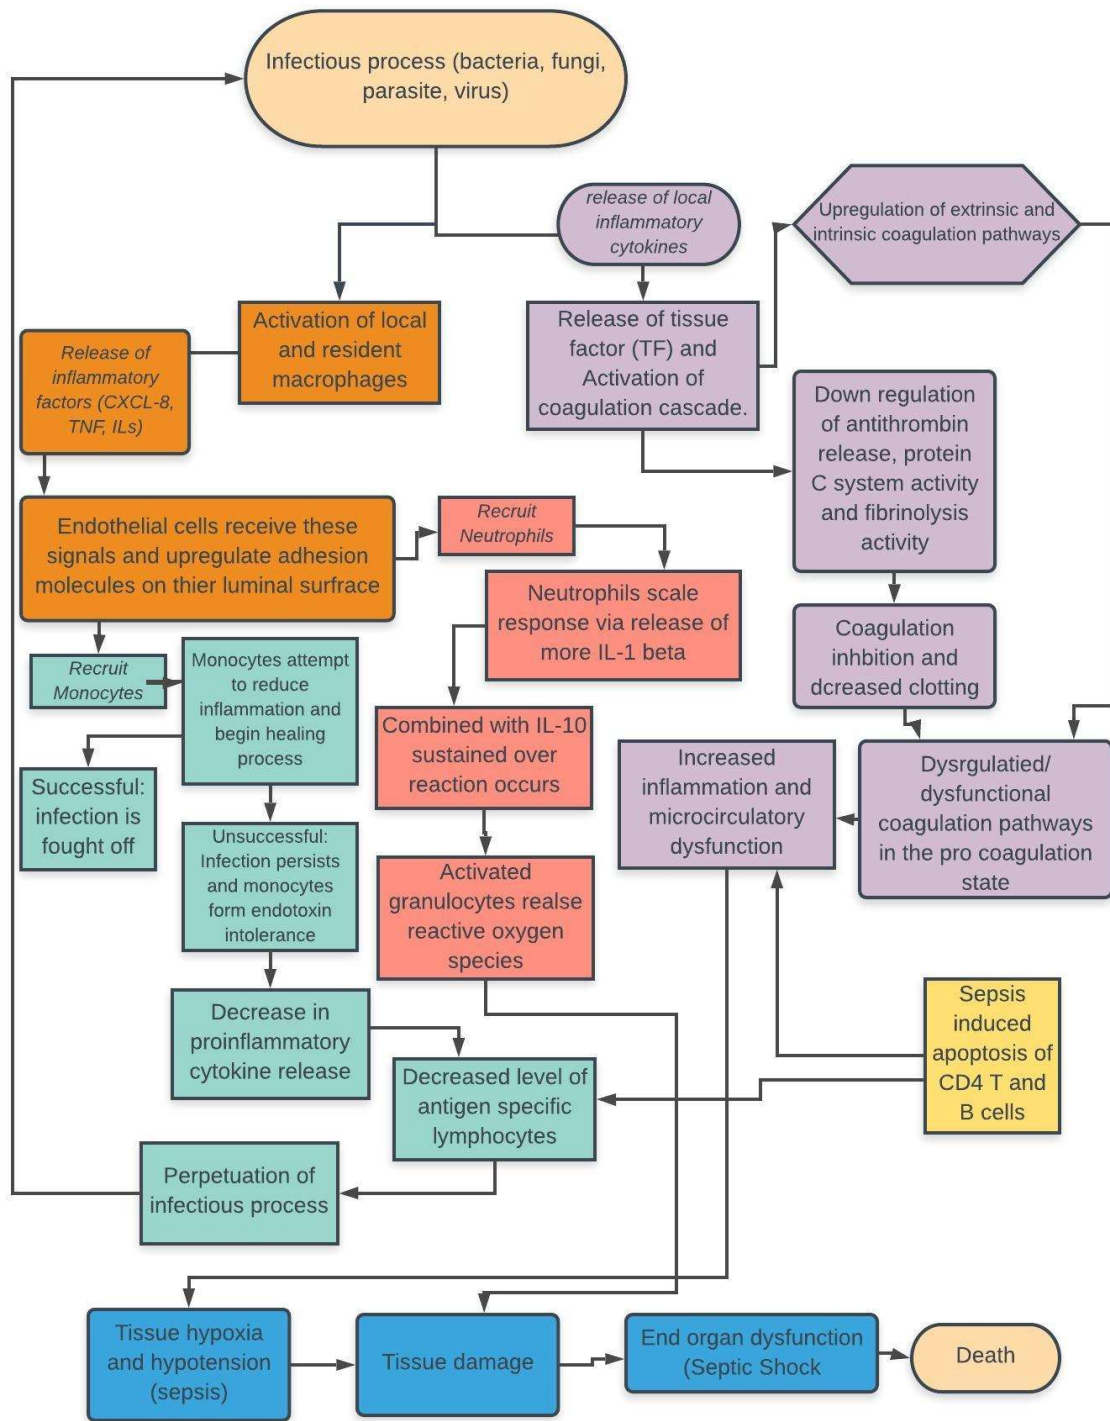 Infectious process (bacteria, fungi,
parasite, virus)
release of local
inflammatory
cytokines
Upregulation of extrinsic and
intrinsic coagulation pathways
Activation of local
and resident
macrophages
Release of
inflammatory
factors (CXCL-8,
TNF, ILs)
Release of tissue
factor (TF) and
Activation of
coagulation cascade.
Down regulation
of antithrombin
release, protein
C system activity
and fibrinolysis
activity
Endothelial cells receive these
signals and upregulate adhesion
molecules on thier luminal surfrace
Recruit
Neutrophils
Neutrophils scale
response via release of
more IL-1 beta
Coagulation
inhbition and
dcreased clotting
Recruit
Monocytes
Monocytes attempt
to reduce
inflammation and
begin healing
process
Combined with IL-10
sustained over
reaction occurs
Increased
inflammation and
microcirculatory
dysfunction
Dysrgulatied/
dysfunctional
coagulation pathways
in the pro coagulation
state
Successful:
infection is
fought off
Unsuccessful:
Infection persists
and monocytes
form endotoxin
intolerance
Activated
granulocytes realse
reactive oxygen
species
Decrease in
proinflammatory
cytokine release
Decreased level of
antigen specific
lymphocytes
Sepsis
induced
apoptosis of
CD4 T and
B cells
Perpetuation of
infectious process
Tissue hypoxia
and hypotension
(sepsis)
Tissue damage
End organ dysfunction
(Septic Shock
Death